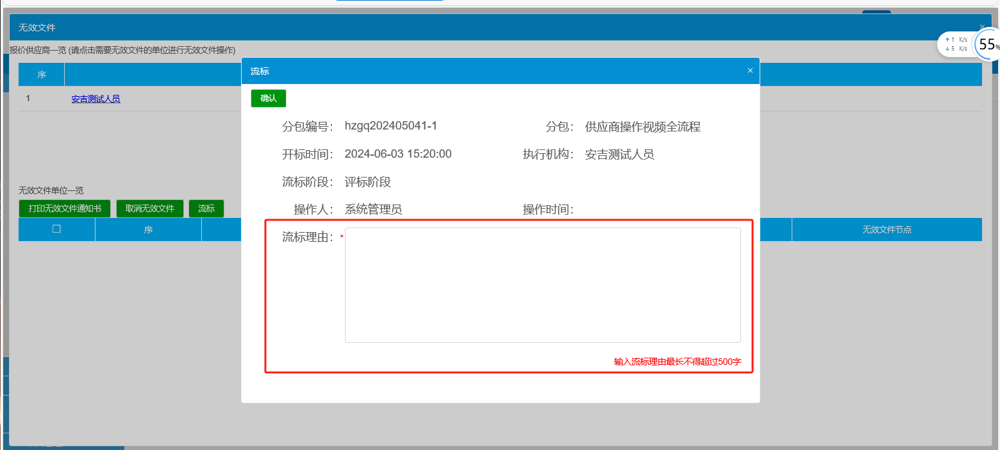 无效文件
×
↑ 1 K/s
↓ 5 K/s
55%
报价供应商一览 (请点击需要无效文件的单位进行无效文件操作)
序
1 安吉测试人员
流标 ×
确认
分包编号： hzgq202405041-1 分包： 供应商操作视频全流程
开标时间： 2024-06-03 15:20:00 执行机构： 安吉测试人员
流标阶段： 评标阶段
操作人： 系统管理员 操作时间：
流标理由：*
输入流标理由最长不得超过500字
无效文件单位一览
打印无效文件通知书 取消无效文件 流标
序 无效文件节点